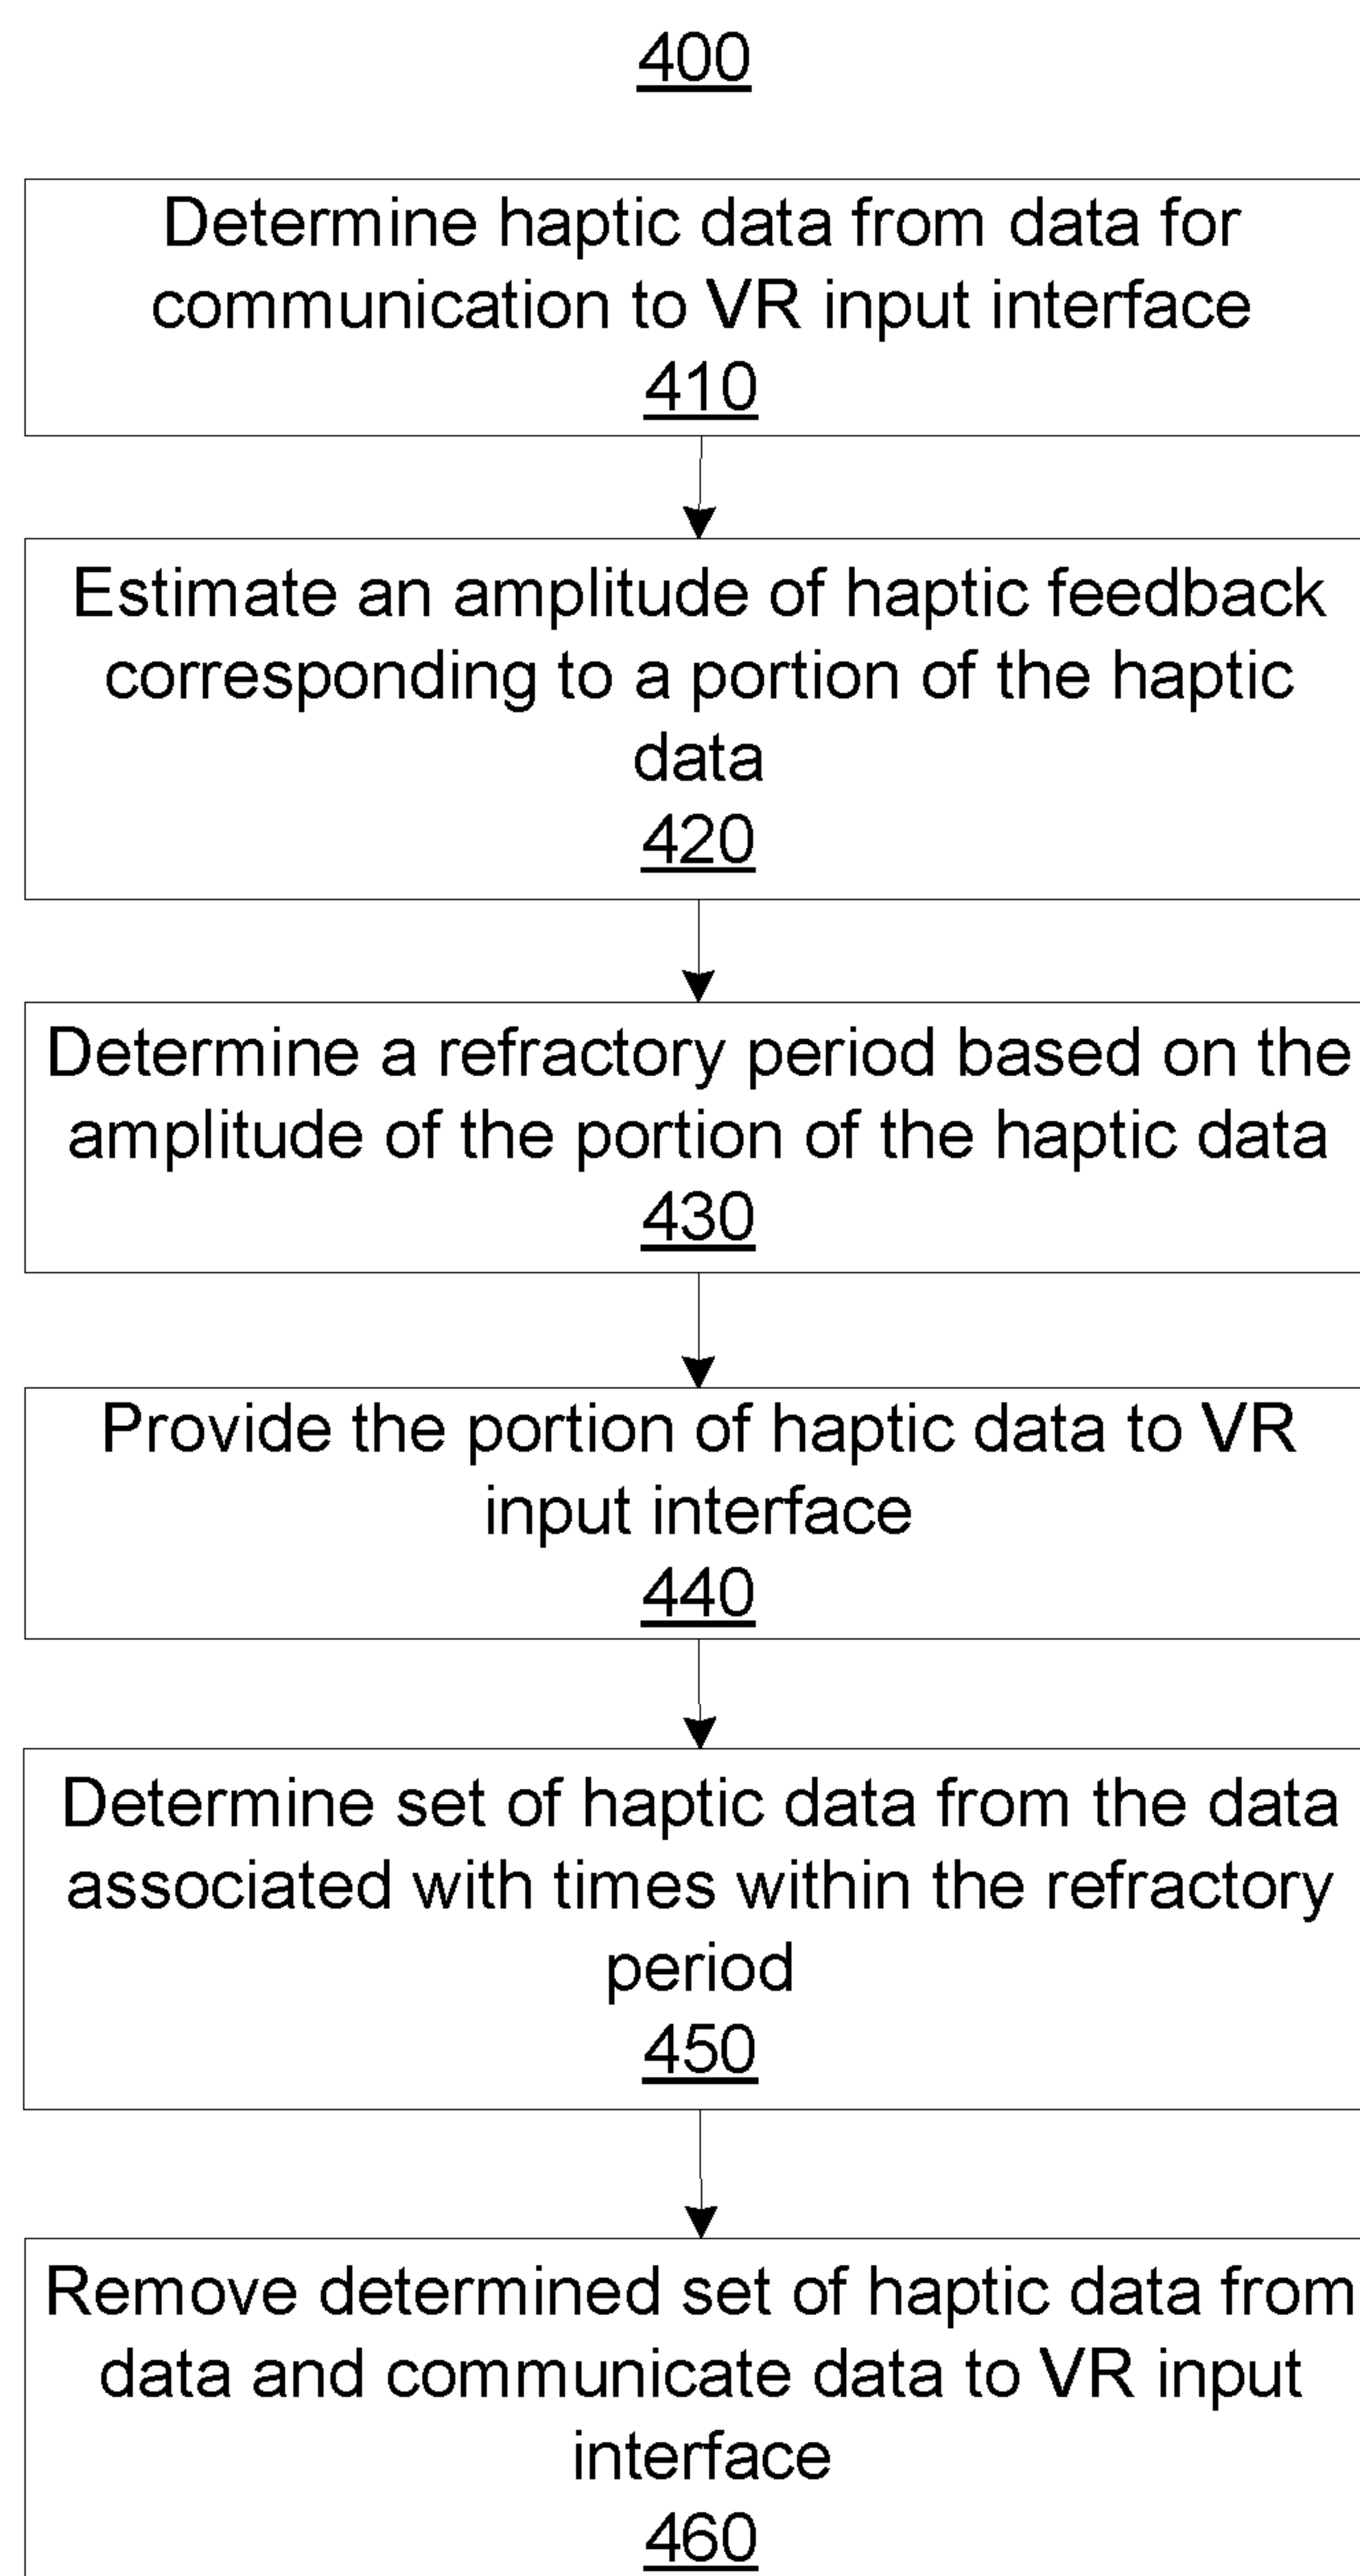 400
Determine haptic data from data for
communication to VR input interface
410
Estimate an amplitude of haptic feedback
corresponding to a portion of the haptic
data
420
Determine a refractory period based on the
amplitude of the portion of the haptic data
430
Provide the portion of haptic data to VR
input interface
440
Determine set of haptic data from the data
associated with times within the refractory
period
450
Remove determined set of haptic data from
data and communicate data to VR input
interface
460